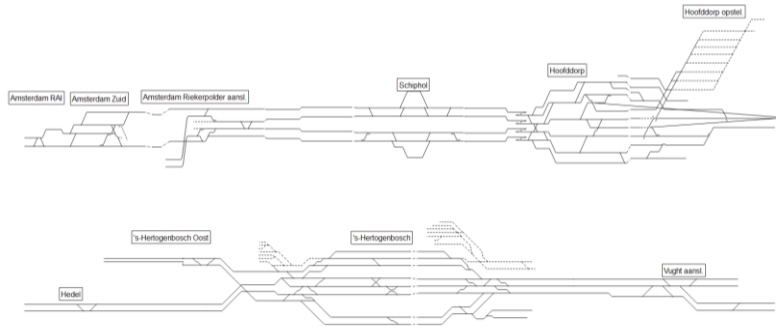 Hoofddorp opstel.
Schiphol
Hoofddorp
Amsterdam RAI
Amsterdam Zuid
Amsterdam Riekerpolder aansl.
's-Hertogenbosch Oost
's-Hertogenbosch
Vught aansl.
Hedel